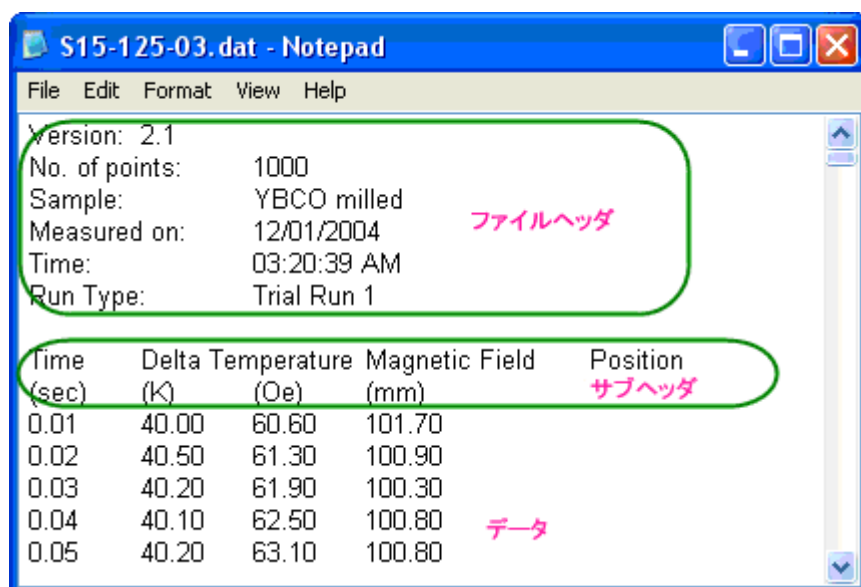 S15-125-03.dat - Notepad
File Edit Format View Help
Version: 2.1
No. of points: 1000
Sample: YBCO milled
Measured on: 12/01/2004
ファイルヘッダ
Time: 03:20:39 AM
Run Type: Trial Run 1
Time Delta Temperature Magnetic Field Position
(sec) (K) (Oe) (mm) サブヘッダ
0.01 40.00 60.60 101.70
0.02 40.50 61.30 100.90
0.03 40.20 61.90 100.30
0.04 40.10 62.50 100.80 データ
0.05 40.20 63.10 100.80